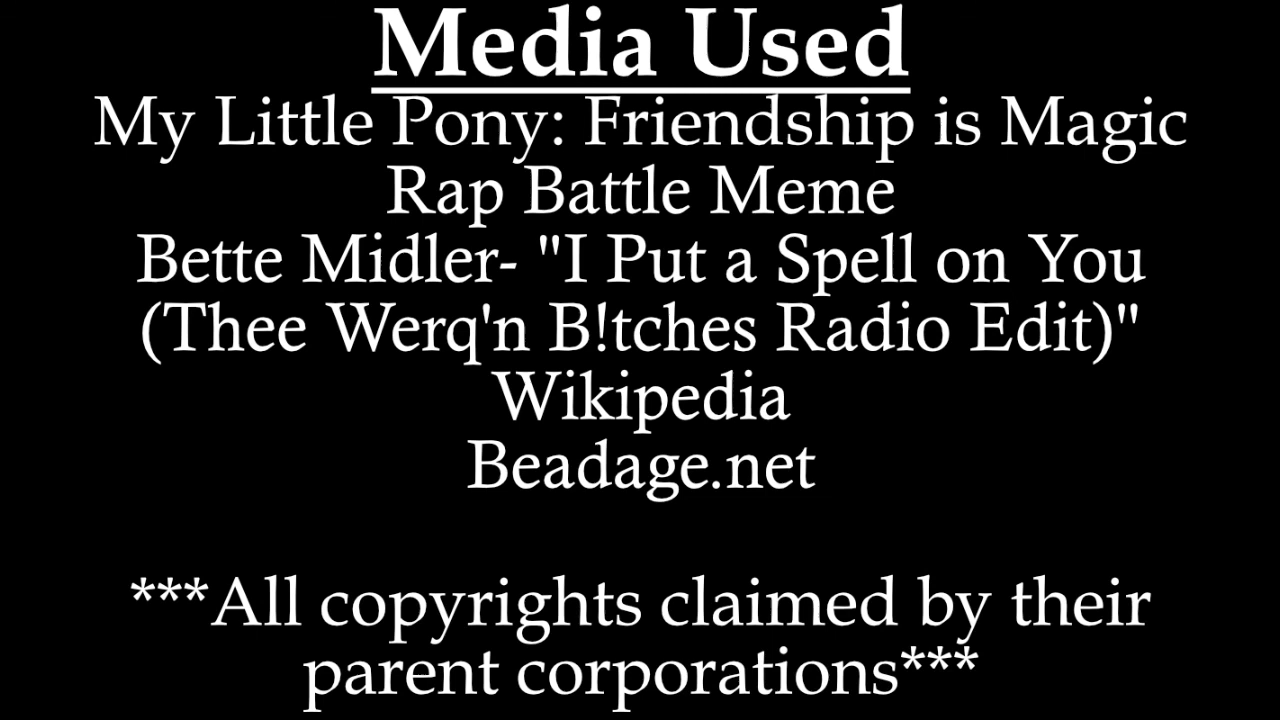 Media Used
My Little Pony: Friendship is Magic
Rap Battle Meme
Bette Midler- "I Put a Spell on You
(Thee Werq'n B!tches Radio Edit)"
Wikipedia
Beadage.net
***All copyrights claimed by their
parent corporations***